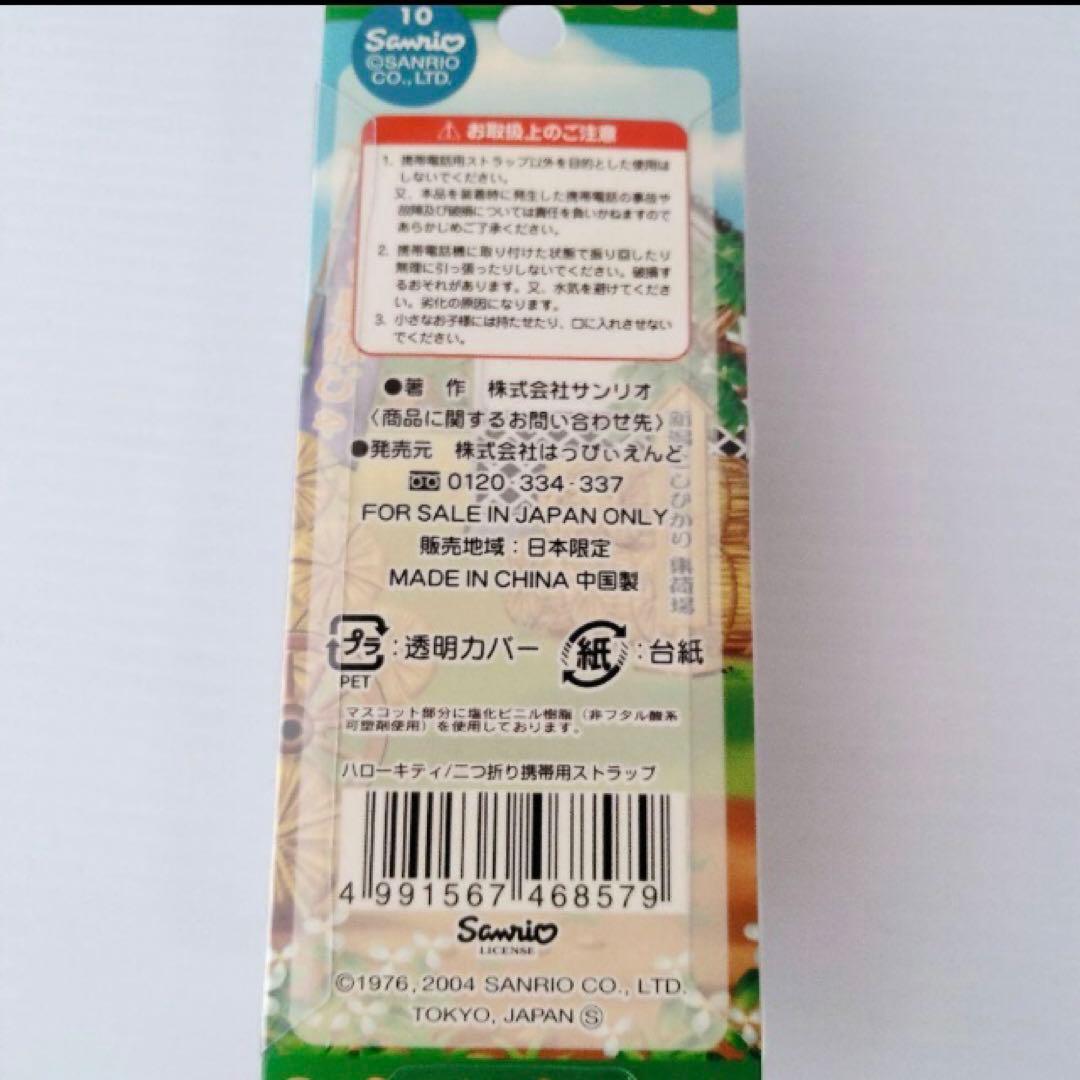 10
Sanrio
©SANRIO
CO., LTD.
⚠ お取扱上のご注意
1. 携帯電話用ストラップ以外を目的とした使用は
しないでください。
又、本品を装着時に発生した携帯電話の事故や
故障及び破損については責任を負いかねますので
あらかじめご了承ください。
2. 携帯電話機に取り付けた状態で振り回したり
無理に引っ張ったりしないでください。破損す
るおそれがあります。又、水気を避けてくださ
い。劣化の原因になります。
3. 小さなお子様には持たせたり、口に入れさせない
でください。
●著 作 株式会社サンリオ
〈商品に関するお問い合わせ先〉
●発売元 株式会社はっぴぃえんど
0120-334-337
FOR SALE IN JAPAN ONLY
販売地域:日本限定
MADE IN CHINA 中国製
プラ:透明カバー 紙:台紙
PET
マスコット部分に塩化ビニル樹脂(非フタル酸系
可塑剤使用)を使用しております。
ハローキティ/二つ折り携帯用ストラップ
4 991567 468579
Sanrio
LICENSE
©1976, 2004 SANRIO CO., LTD.
TOKYO, JAPAN Ⓢ
新潟こしひかり 集荷場